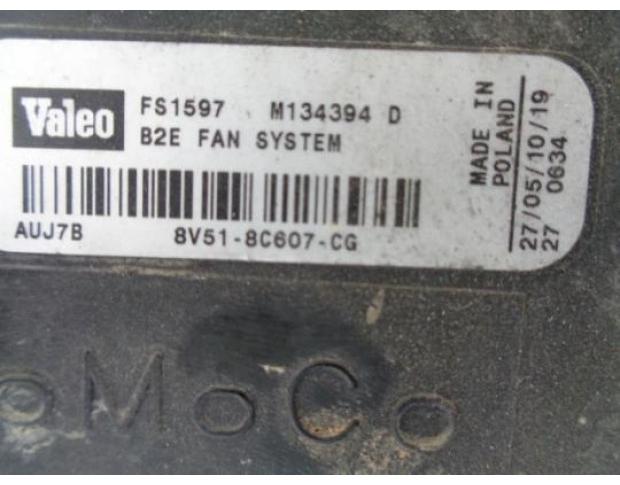 Valeo
FS1597 M134394 D
B2E FAN SYSTEM
AUJ7B 8V51-8C607-CG
MADE IN
POLAND
27/05/10/19
27 0634
oMoCo